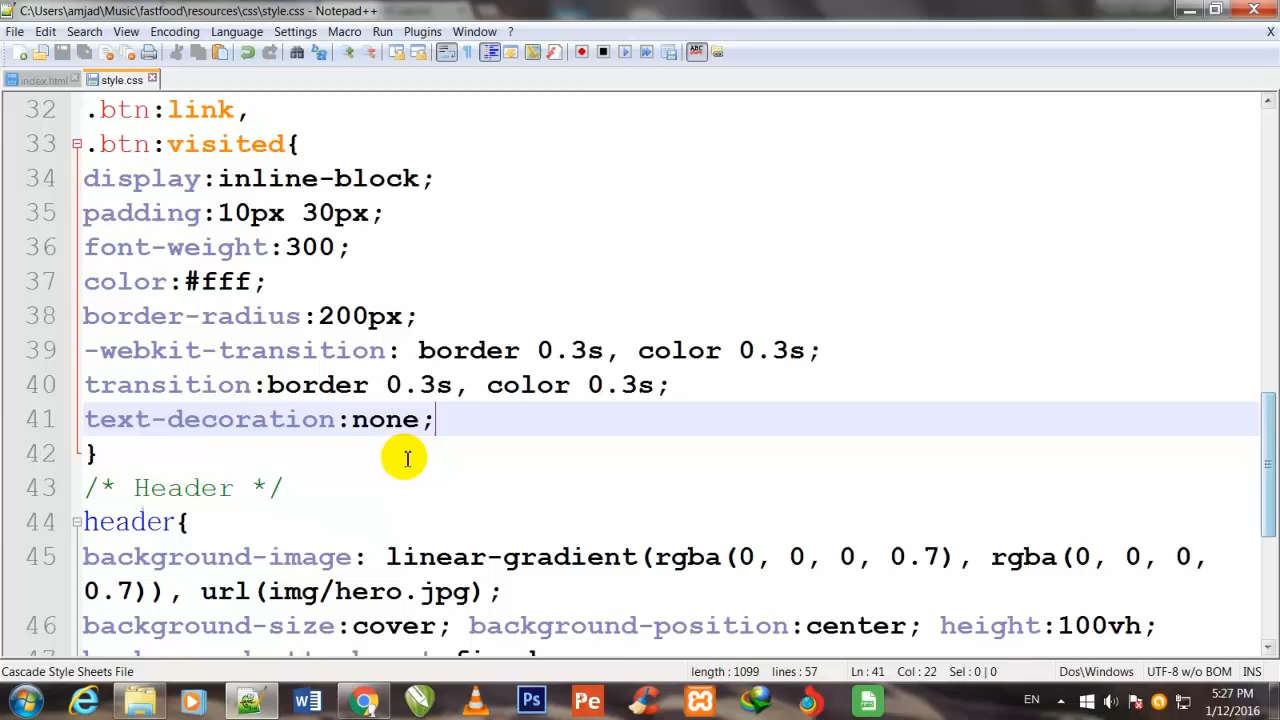 C:\Users\amjad\Music\fastfood\resources\css\style.css - Notepad++
File Edit Search View Encoding Language Settings Macro Run Plugins Window ? X
index.html style.css
32 .btn:link,
33 .btn:visited{
34 display:inline-block;
35 padding:10px 30px;
36 font-weight:300;
37 color:#fff;
38 border-radius:200px;
39 -webkit-transition: border 0.3s, color 0.3s;
40 transition:border 0.3s, color 0.3s;
41 text-decoration:none;
42 }
43 /* Header */
44 header{
45 background-image: linear-gradient(rgba(0, 0, 0, 0.7), rgba(0, 0, 0,
0.7)), url(img/hero.jpg);
46 background-size:cover; background-position:center; height:100vh;
Cascade Style Sheets File length : 1099 lines : 57 Ln : 41 Col : 22 Sel : 0 | 0 Dos\Windows UTF-8 w/o BOM INS
EN 5:27 PM
1/12/2016